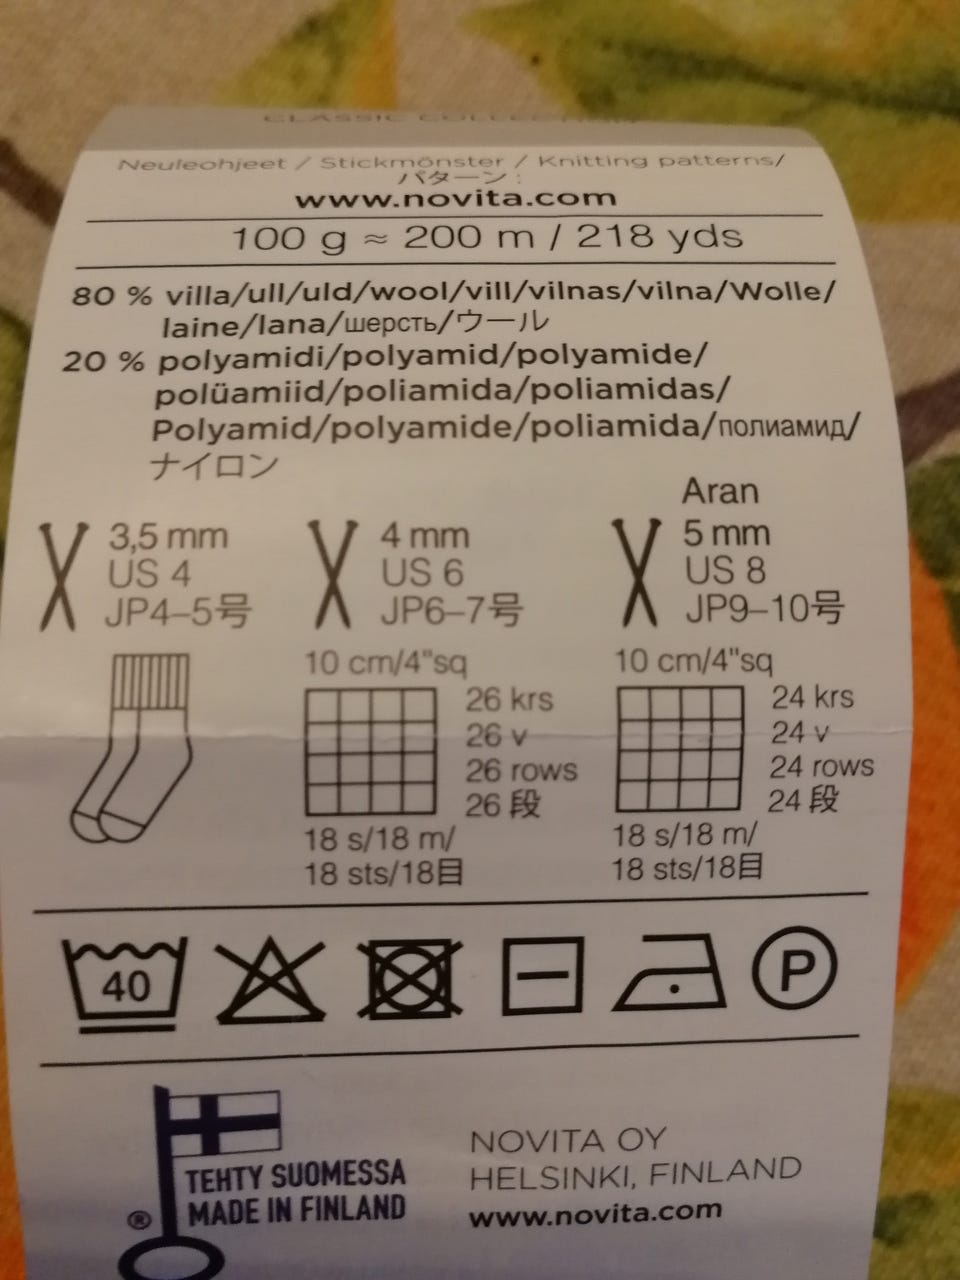 CLASSIC COLLECTION
Neuleohjeet / Stickmönster / Knitting patterns/
パターン :
www.novita.com
100 g ≈ 200 m / 218 yds
80 % villa/ull/uld/wool/vill/vilnas/vilna/Wolle/
laine/lana/шерсть/ウール
20 % polyamidi/polyamid/polyamide/
polüamiid/poliamida/poliamidas/
Polyamid/polyamide/poliamida/полиамид/
ナイロン
3,5 mm
US 4
JP4–5号
4 mm
US 6
JP6–7号
10 cm/4"sq
26 krs
26 v
26 rows
26 段
18 s/18 m/
18 sts/18目
Aran
5 mm
US 8
JP9–10号
10 cm/4"sq
24 krs
24 v
24 rows
24 段
18 s/18 m/
18 sts/18目
40
P
TEHTY SUOMESSA
® MADE IN FINLAND
NOVITA OY
HELSINKI, FINLAND
www.novita.com